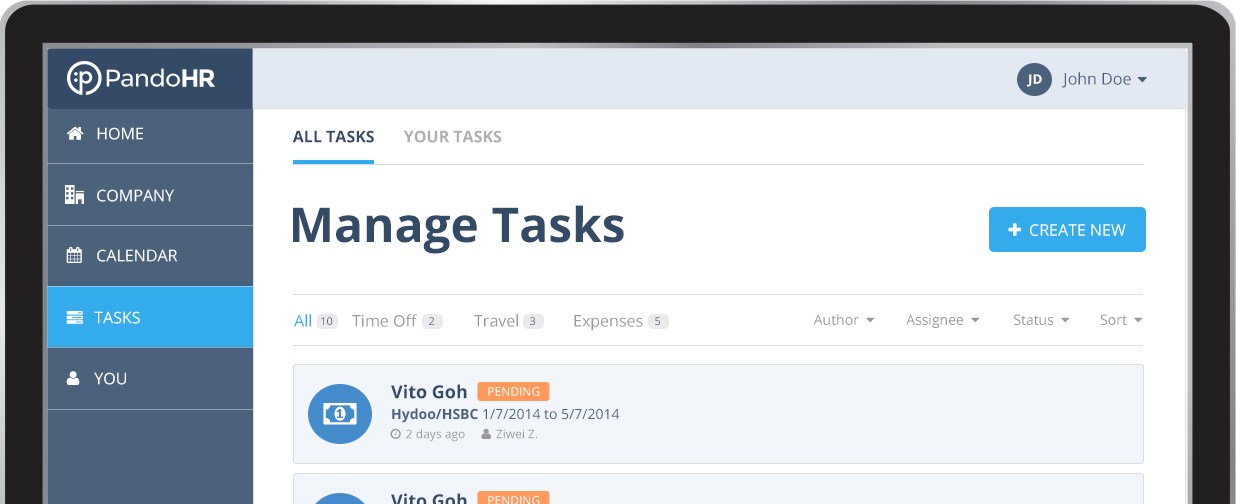 PandoHR
JD John Doe
HOME
COMPANY
CALENDAR
TASKS
YOU
ALL TASKS YOUR TASKS
Manage Tasks
+ CREATE NEW
All 10 Time Off 2 Travel 3 Expenses 5 Author Assignee Status Sort
1
Vito Goh PENDING
Hydoo/HSBC 1/7/2014 to 5/7/2014
2 days ago Ziwei Z.
Vito Goh PENDING